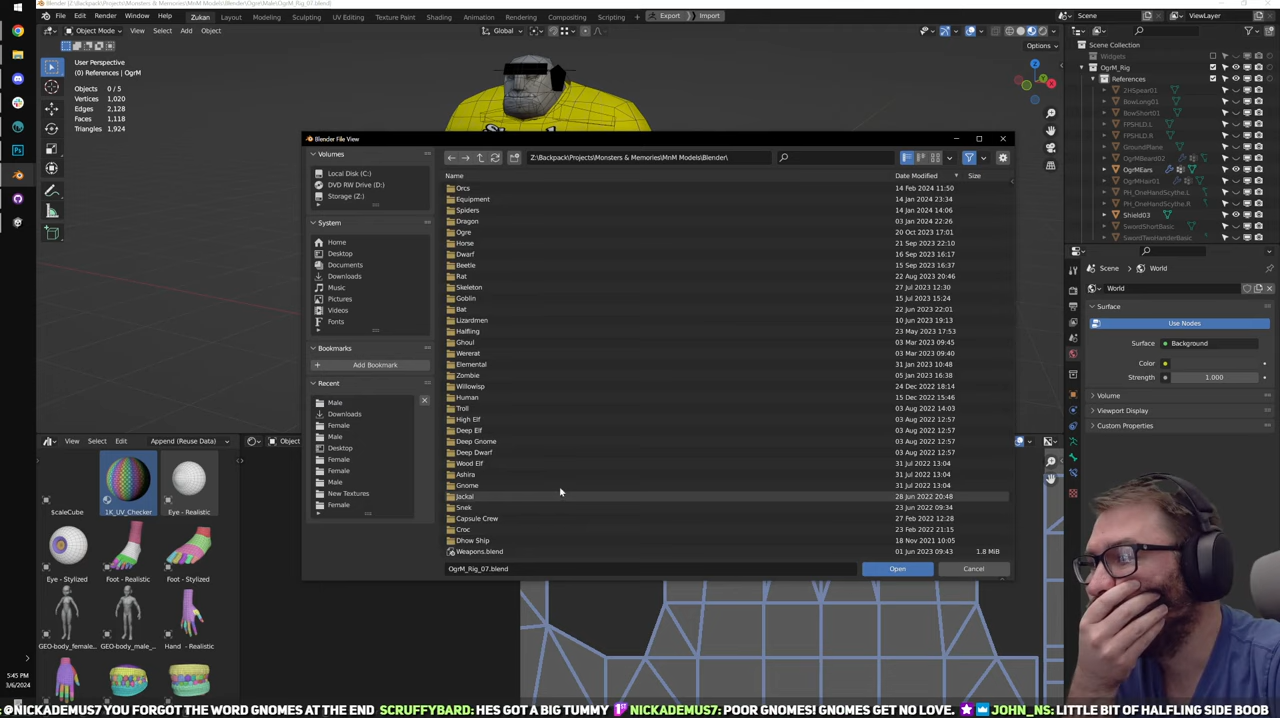 Blender [Z:\Backpack\Projects\Monsters & Memories\MnM Models\Blender\Ogre\Male\OgrM_Rig_07.blend]
File Edit Render Window Help Zukan Layout Modeling Sculpting UV Editing Texture Paint Shading Animation Rendering Compositing Scripting Export Import Scene ViewLayer
Object Mode View Select Add Object Global
Options
User Perspective
(0) References | OgrM
Objects 0 / 5
Vertices 1,020
Edges 2,128
Faces 1,118
Triangles 1,924
Scene Collection
Widgets
OgrM_Rig
References
2HSpear01
BowLong01
BowShort01
FPSHLD.L
FPSHLD.R
GroundPlane
OgrMBeard02
OgrMEars
OgrMHair01
PH_OneHandScythe.L
PH_OneHandScythe.R
Shield03
SwordShortBasic
SwordTwoHanderBasic
Scene World
World
Surface
Use Nodes
Surface Background
Color
Strength 1.000
Volume
Viewport Display
Custom Properties
Blender File View
Volumes
Local Disk (C:)
DVD RW Drive (D:)
Storage (Z:)
System
Home
Desktop
Documents
Downloads
Music
Pictures
Videos
Fonts
Bookmarks
Add Bookmark
Recent
Male
Downloads
Female
Male
Desktop
Female
Female
Male
New Textures
Female
Z:\Backpack\Projects\Monsters & Memories\MnM Models\Blender\
Name Date Modified Size
Orcs 14 Feb 2024 11:50
Equipment 14 Jan 2024 23:34
Spiders 14 Jan 2024 14:06
Dragon 03 Jan 2024 22:26
Ogre 20 Oct 2023 17:01
Horse 21 Sep 2023 22:10
Dwarf 16 Sep 2023 16:17
Beetle 15 Sep 2023 16:37
Rat 22 Aug 2023 20:46
Skeleton 27 Jul 2023 12:30
Goblin 15 Jul 2023 15:24
Bat 22 Jun 2023 22:01
Lizardmen 10 Jun 2023 19:13
Halfling 23 May 2023 17:53
Ghoul 03 Mar 2023 09:45
Wererat 03 Mar 2023 09:40
Elemental 31 Jan 2023 10:48
Zombie 05 Jan 2023 16:38
Willowisp 24 Dec 2022 18:14
Human 15 Dec 2022 15:46
Troll 03 Aug 2022 14:03
High Elf 03 Aug 2022 12:57
Deep Elf 03 Aug 2022 12:57
Deep Gnome 03 Aug 2022 12:57
Deep Dwarf 03 Aug 2022 12:57
Wood Elf 31 Jul 2022 13:04
Ashira 31 Jul 2022 13:04
Gnome 31 Jul 2022 13:04
Jackal 28 Jun 2022 20:48
Snek 23 Jun 2022 09:34
Capsule Crew 27 Feb 2022 12:28
Croc 23 Feb 2022 21:15
Dhow Ship 18 Nov 2021 10:05
Weapons.blend 01 Jun 2023 09:43 1.8 MiB
OgrM_Rig_07.blend Open Cancel
View Select Edit Append (Reuse Data) Object
$caleCube 1K_UV_Checker Eye - Realistic
Eye - Stylized Foot - Realistic Foot - Stylized
GEO-body_female... GEO-body_male_... Hand - Realistic
5:45 PM
3/6/2024
@NICKADEMUS7: YOU FORGOT THE WORD GNOMES AT THE END SCRUFFYBARD: HES GOT A BIG TUMMY 1st NICKADEMUS7: POOR GNOMES! GNOMES GET NO LOVE. JOHN_NS: LITTLE BIT OF HALFLING SIDE BOOB